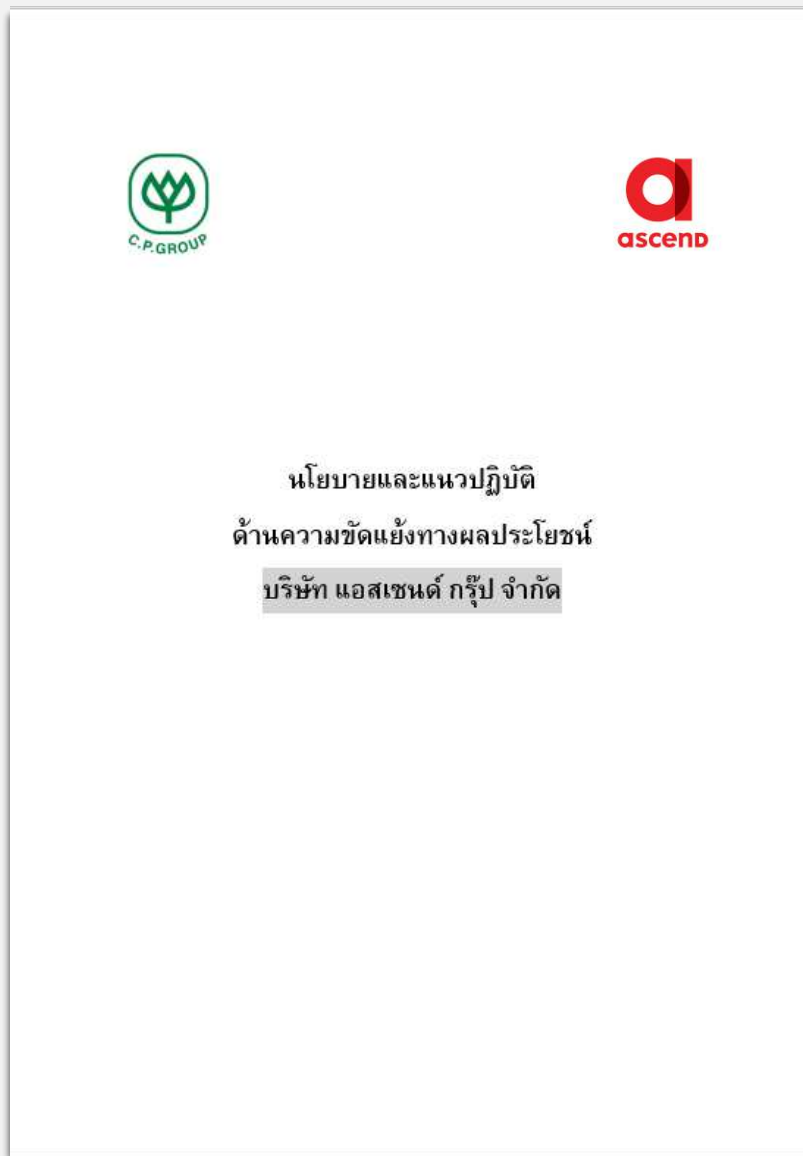 C.P.GROUP
ascend
นโยบายและแนวปฏิบัติ
ด้านความขัดแย้งทางผลประโยชน์
บริษัท แอสเซนด์ กรุ๊ป จำกัด